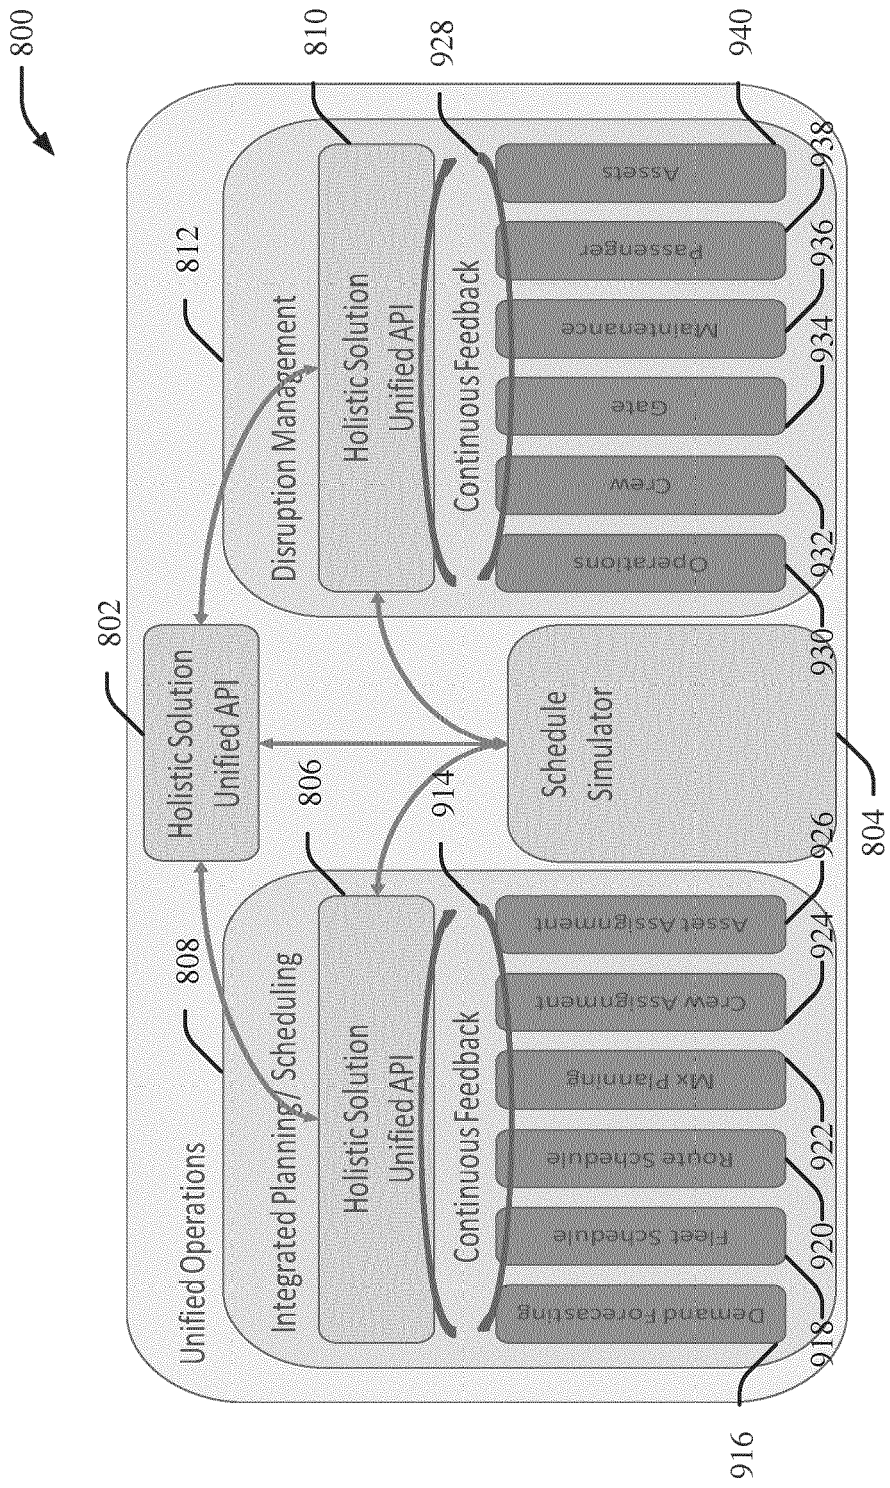 800
Unified Operations
802
Holistic Solution
Unified API
808
Integrated Planning/ Scheduling
806
Holistic Solution
Unified API
914
Continuous Feedback
Demand Forecasting
Fleet Schedule
Route Schedule
Mx Planning
Crew Assignment
Asset Assignment
916
918
920
922
924
926
Schedule
Simulator
804
812
Disruption Management
810
Holistic Solution
Unified API
928
Continuous Feedback
Operations
Crew
Gate
Maintenance
Passenger
Assets
930
932
934
936
938
940